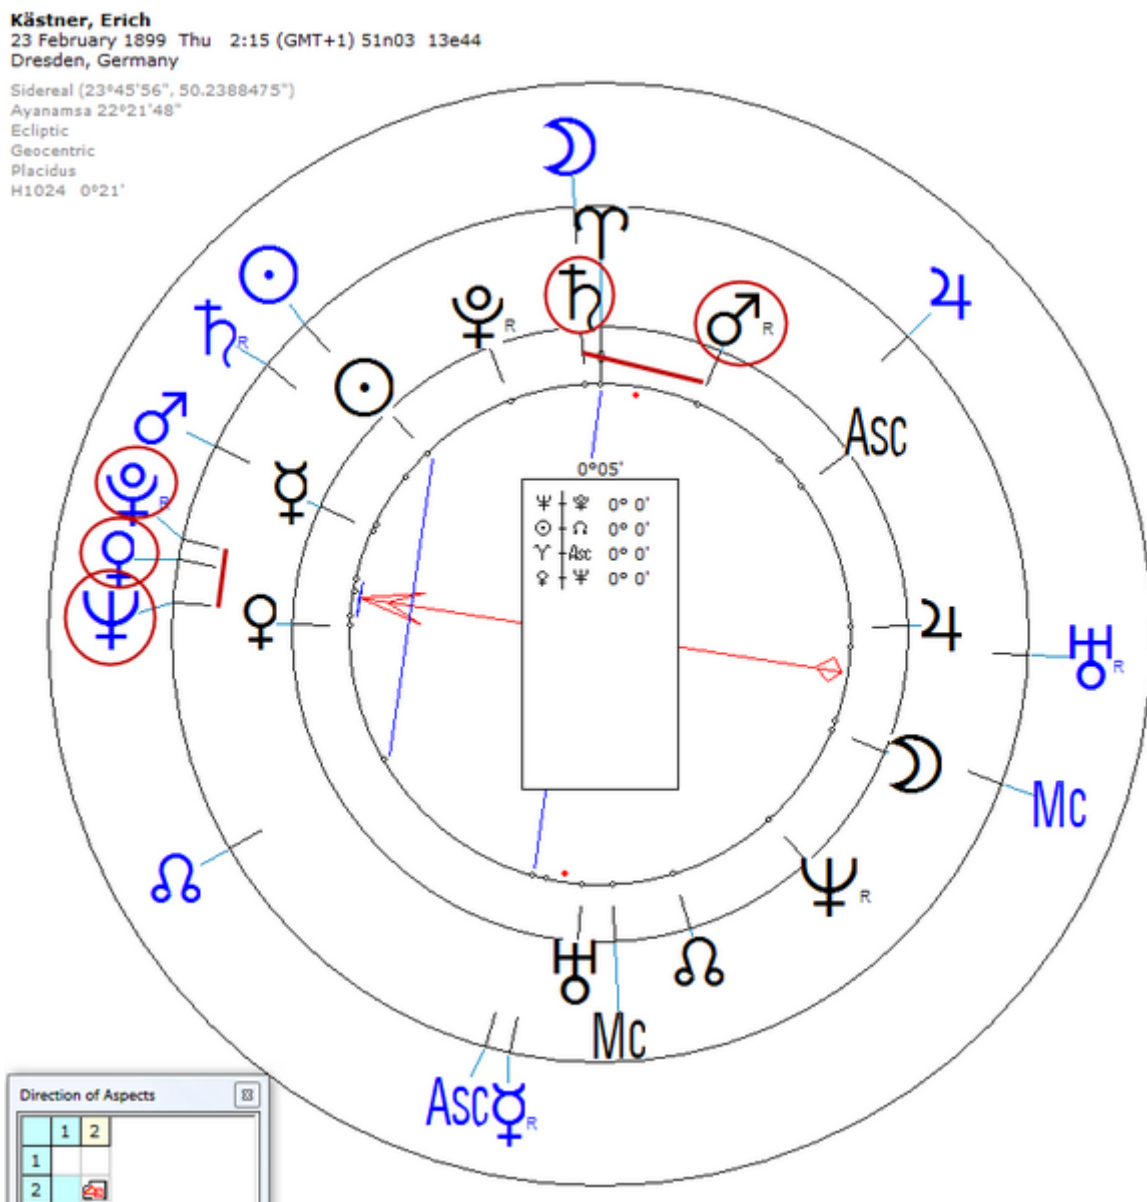 Kästner, Erich
23 February 1899 Thu 2:15 (GMT+1) 51n03 13e44
Dresden, Germany
Sidereal (23°45'56", 50.2388475")
Ayanamsa 22°21'48"
Ecliptic
Geocentric
Placidus
H1024 0°21'
R
R
R
Asc
0°05'
♆ 0° 0'
☉ ☊ 0° 0'
♈ Asc 0° 0'
♀ ♆ 0° 0'
R
R
Mc
R
Mc
Asc
R
Direction of Aspects
1 2
1
2